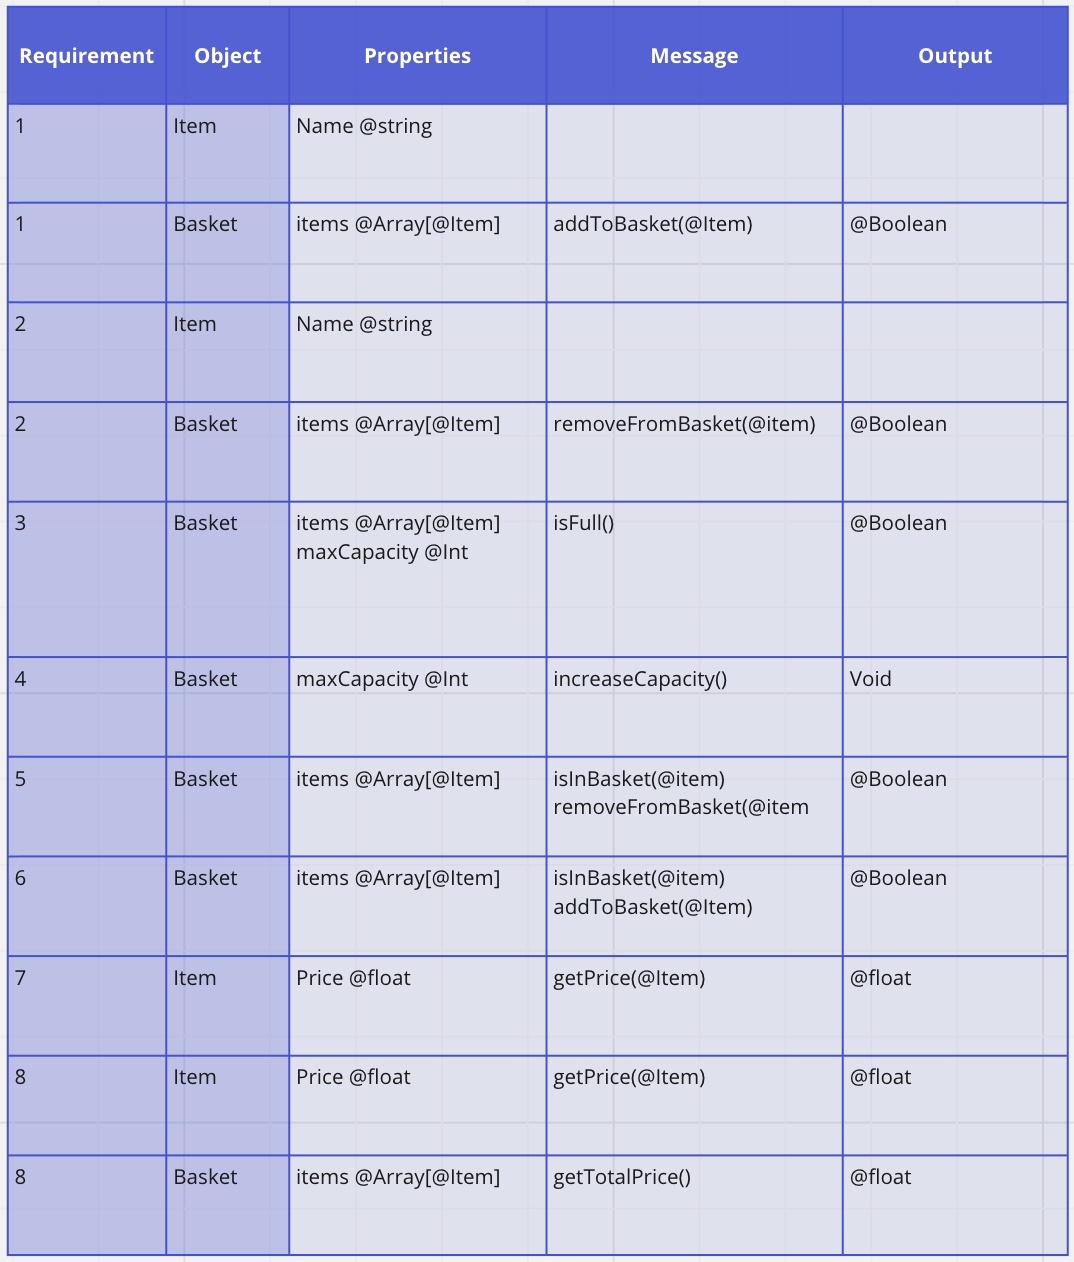 Requirement Object Properties Message Output
1 Item Name @string
1 Basket items @Array[@Item] addToBasket(@Item) @Boolean
2 Item Name @string
2 Basket items @Array[@Item] removeFromBasket(@item) @Boolean
3 Basket items @Array[@Item] isFull() @Boolean
maxCapacity @Int
4 Basket maxCapacity @Int increaseCapacity() Void
5 Basket items @Array[@Item] isInBasket(@item) @Boolean
removeFromBasket(@item
6 Basket items @Array[@Item] isInBasket(@item) @Boolean
addToBasket(@Item)
7 Item Price @float getPrice(@Item) @float
8 Item Price @float getPrice(@Item) @float
8 Basket items @Array[@Item] getTotalPrice() @float